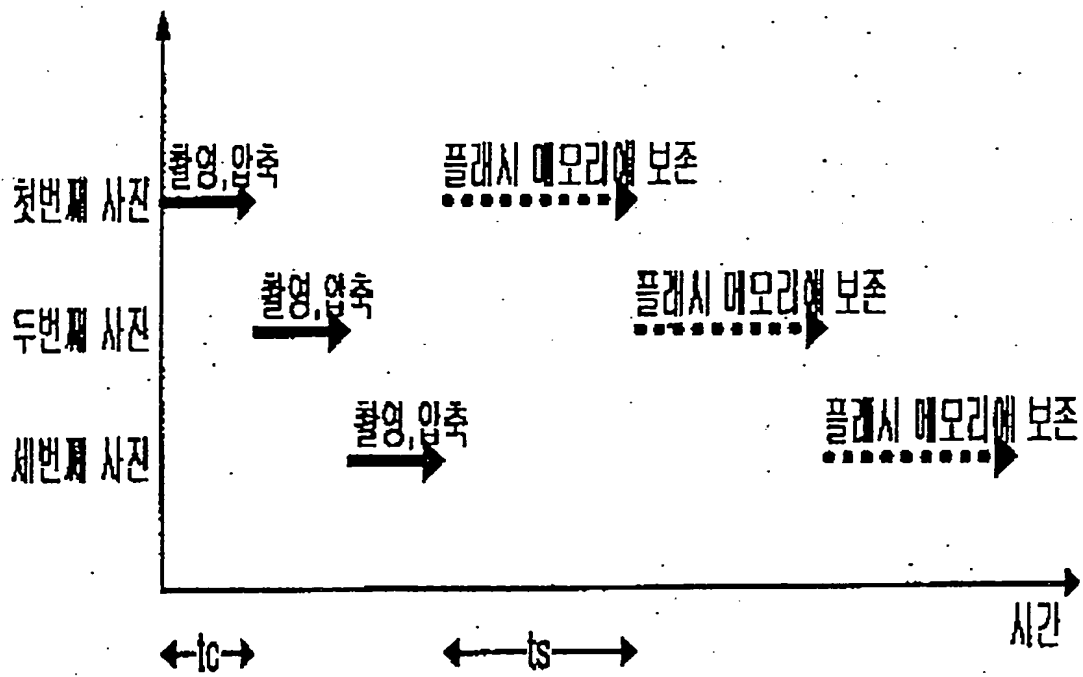 촬영,압축
플래시 메모리에 보존
첫번째 사진
촬영,압축
플래시 메모리에 보존
두번째 사진
촬영,압축
플래시 메모리에 보존
세번째 사진
시간
tc
ts